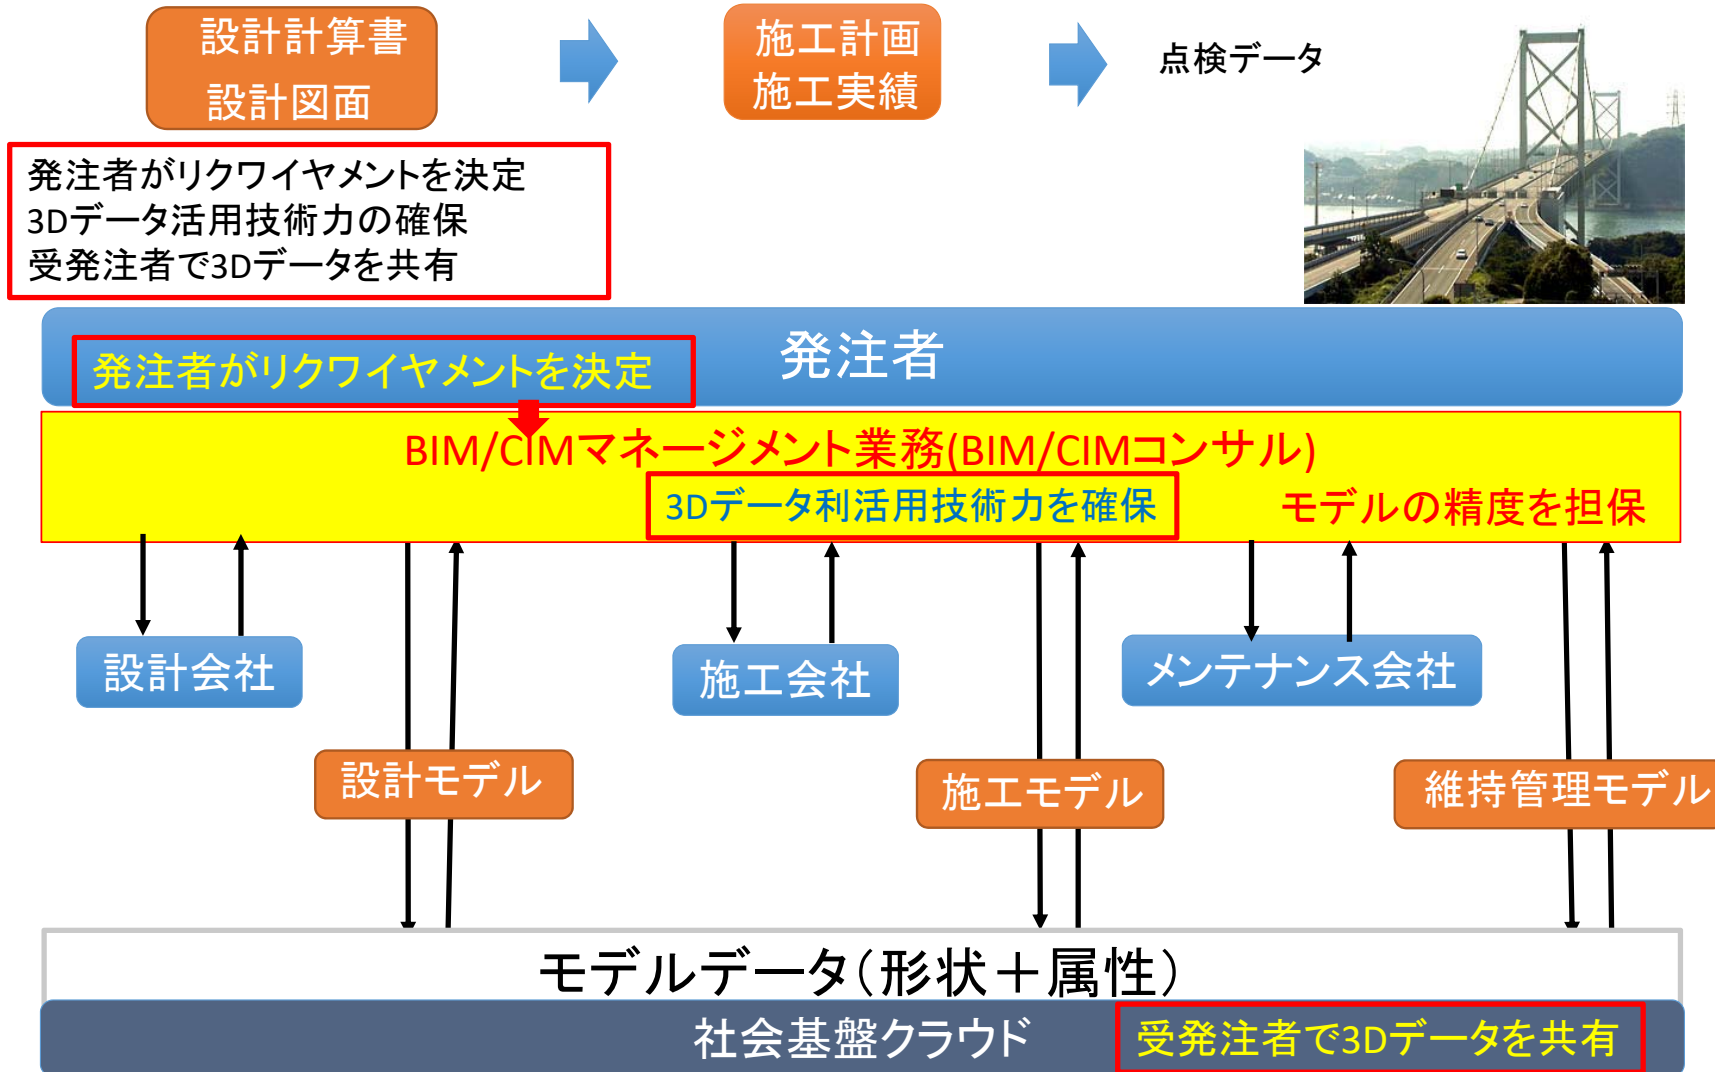 設計計算書
設計図面
施工計画
施工実績
点検データ
発注者がリクワイヤメントを決定
3Dデータ活用技術力の確保
受発注者で3Dデータを共有
発注者
発注者がリクワイヤメントを決定
BIM/CIMマネージメント業務(BIM/CIMコンサル)
3Dデータ利活用技術力を確保
モデルの精度を担保
設計会社
施工会社
メンテナンス会社
設計モデル
施工モデル
維持管理モデル
モデルデータ(形状＋属性)
社会基盤クラウド
受発注者で3Dデータを共有